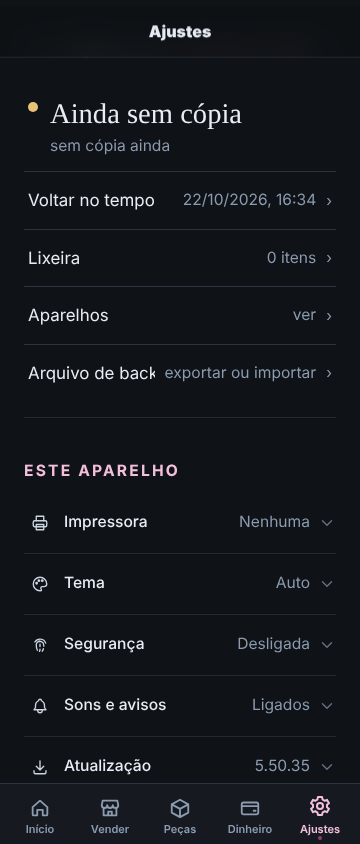 Ajustes
Ainda sem cópia
sem cópia ainda
Voltar no tempo 22/10/2026, 16:34 ›
Lixeira 0 itens ›
Aparelhos ver ›
Arquivo de back exportar ou importar ›
ESTE APARELHO
Impressora Nenhuma
Tema Auto
Segurança Desligada
Sons e avisos Ligados
Atualização 5.50.35
Início Vender Peças Dinheiro Ajustes